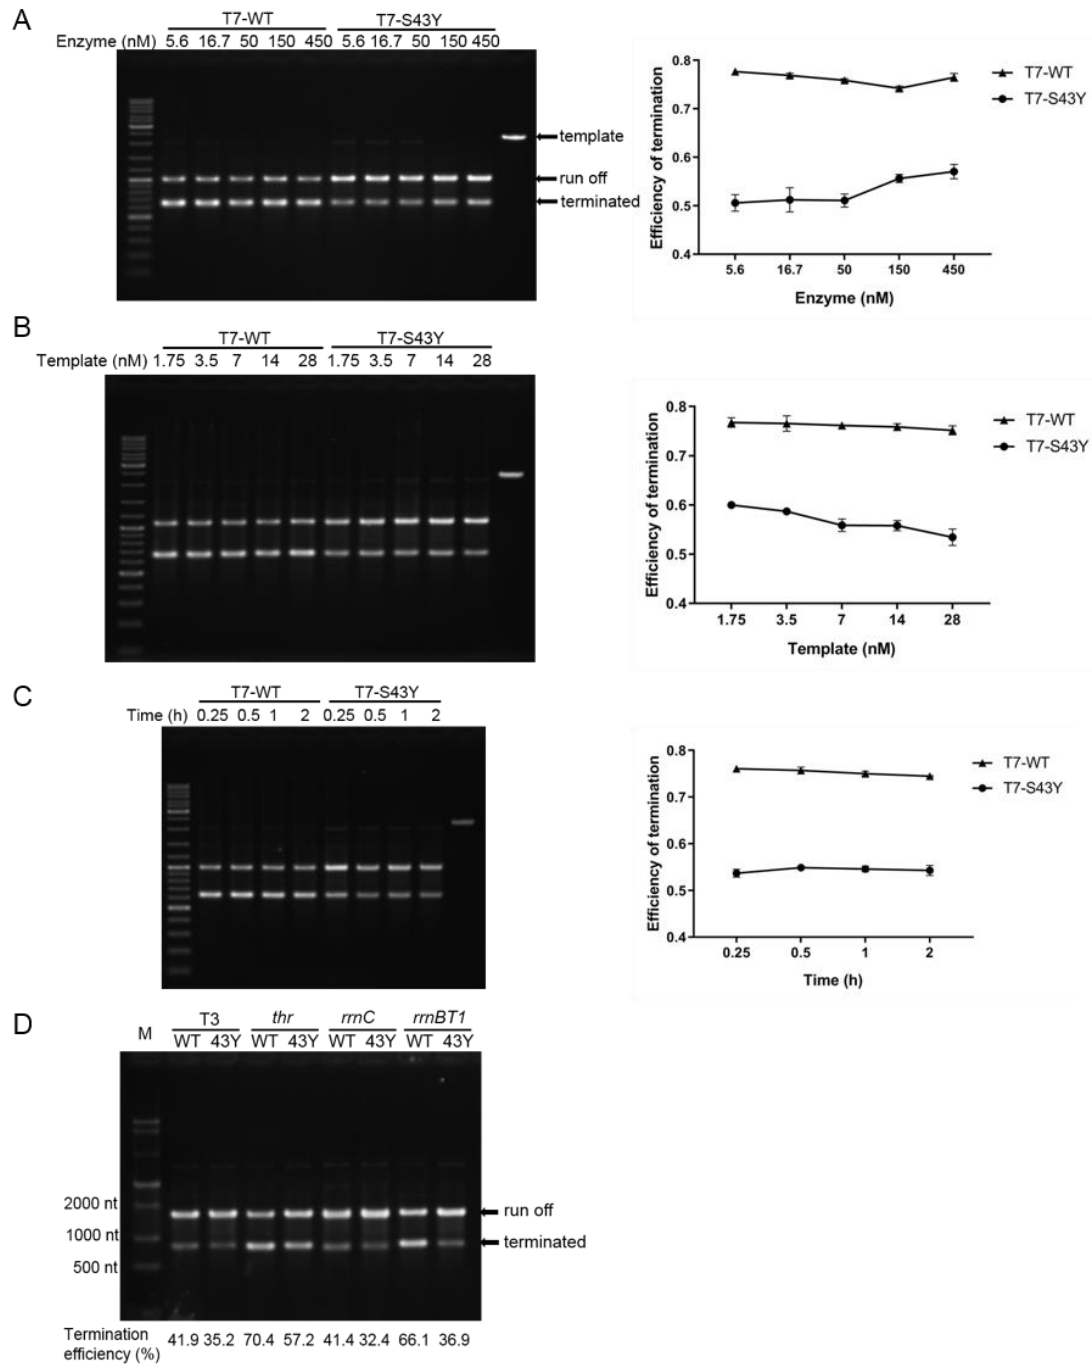 A
T7-WT T7-S43Y
Enzyme (nM) 5.6 16.7 50 150 450 5.6 16.7 50 150 450
template
run off
terminated
Efficiency of termination
0.8
0.7
0.6
0.5
0.4
5.6 16.7 50 150 450
Enzyme (nM)
T7-WT
T7-S43Y
B
T7-WT T7-S43Y
Template (nM) 1.75 3.5 7 14 28 1.75 3.5 7 14 28
Efficiency of termination
0.8
0.7
0.6
0.5
0.4
1.75 3.5 7 14 28
Template (nM)
T7-WT
T7-S43Y
C
T7-WT T7-S43Y
Time (h) 0.25 0.5 1 2 0.25 0.5 1 2
Efficiency of termination
0.8
0.7
0.6
0.5
0.4
0.25 0.5 1 2
Time (h)
T7-WT
T7-S43Y
D
M T3 thr rrnC rrnBT1
WT 43Y WT 43Y WT 43Y WT 43Y
2000 nt
1000 nt
500 nt
run off
terminated
Termination
efficiency (%) 41.9 35.2 70.4 57.2 41.4 32.4 66.1 36.9